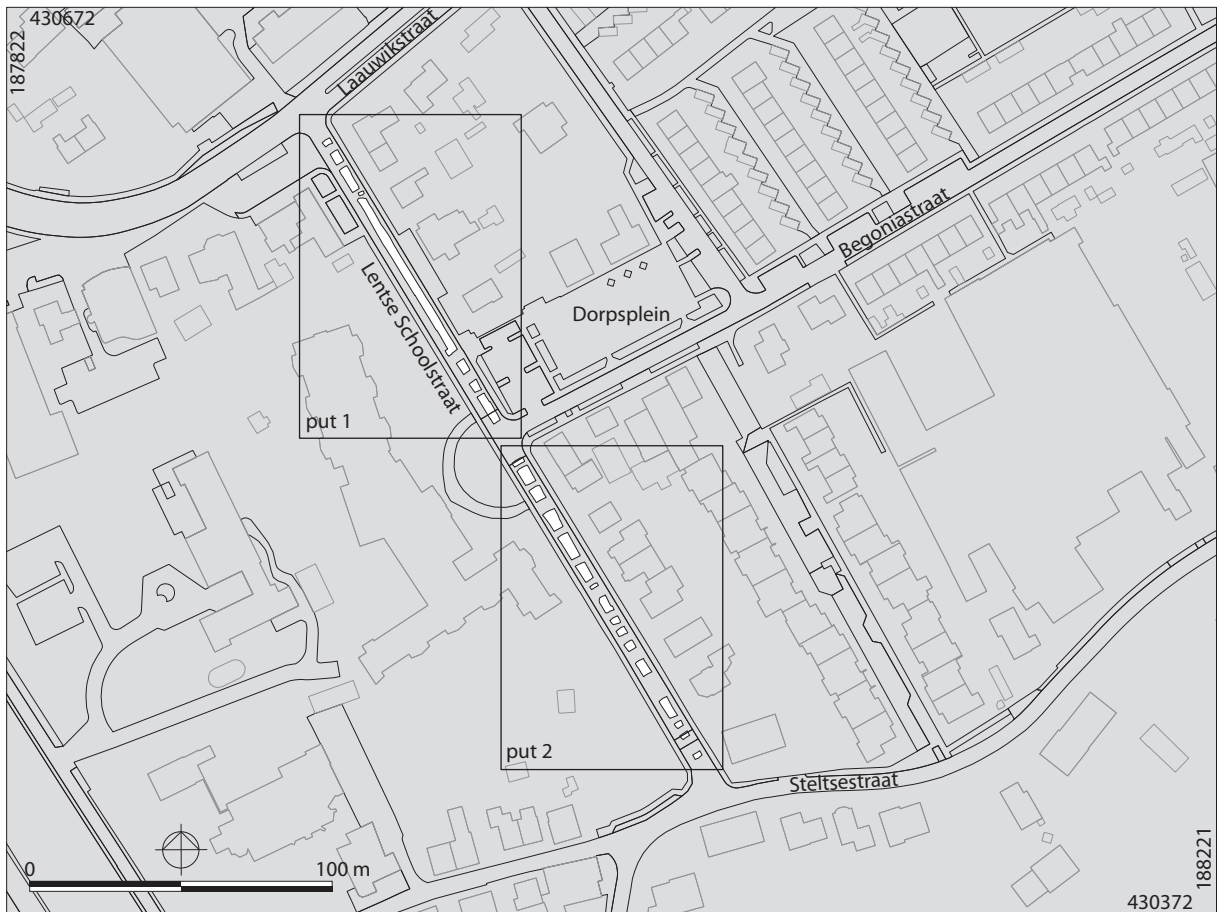 430672
187822
Laauwikstraat
Begoniastraat
Lentse Schoolstraat
Dorpsplein
put 1
put 2
Steltsestraat
0
100 m
188221
430372